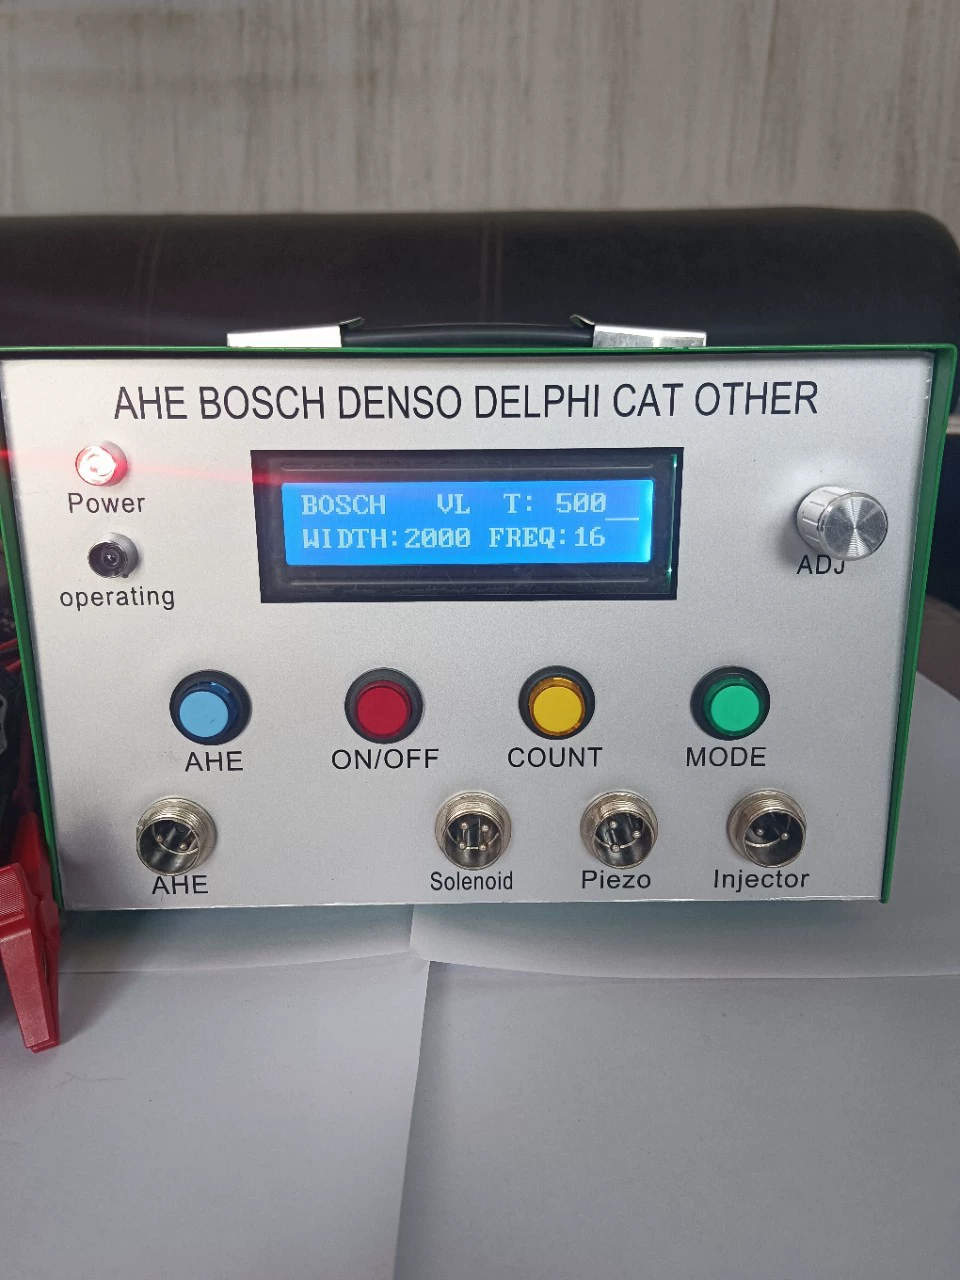 AHE BOSCH DENSO DELPHI CAT OTHER
Power
BOSCH VL T: 500
WIDTH:2000 FREQ:16
ADJ
operating
AHE ON/OFF COUNT MODE
AHE Solenoid Piezo Injector